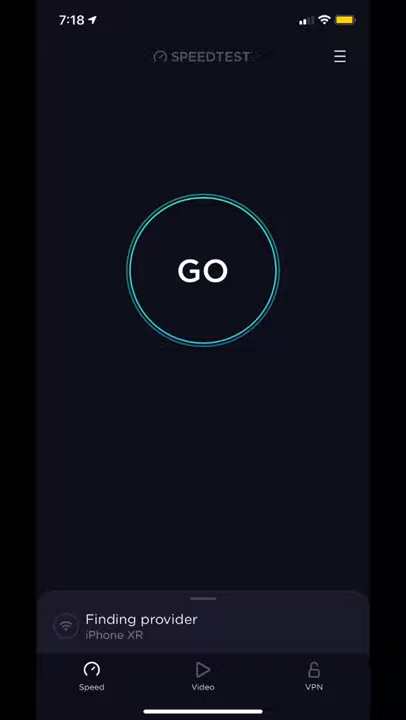 7:18
SPEEDTEST
GO
Finding provider
iPhone XR
Speed
Video
VPN